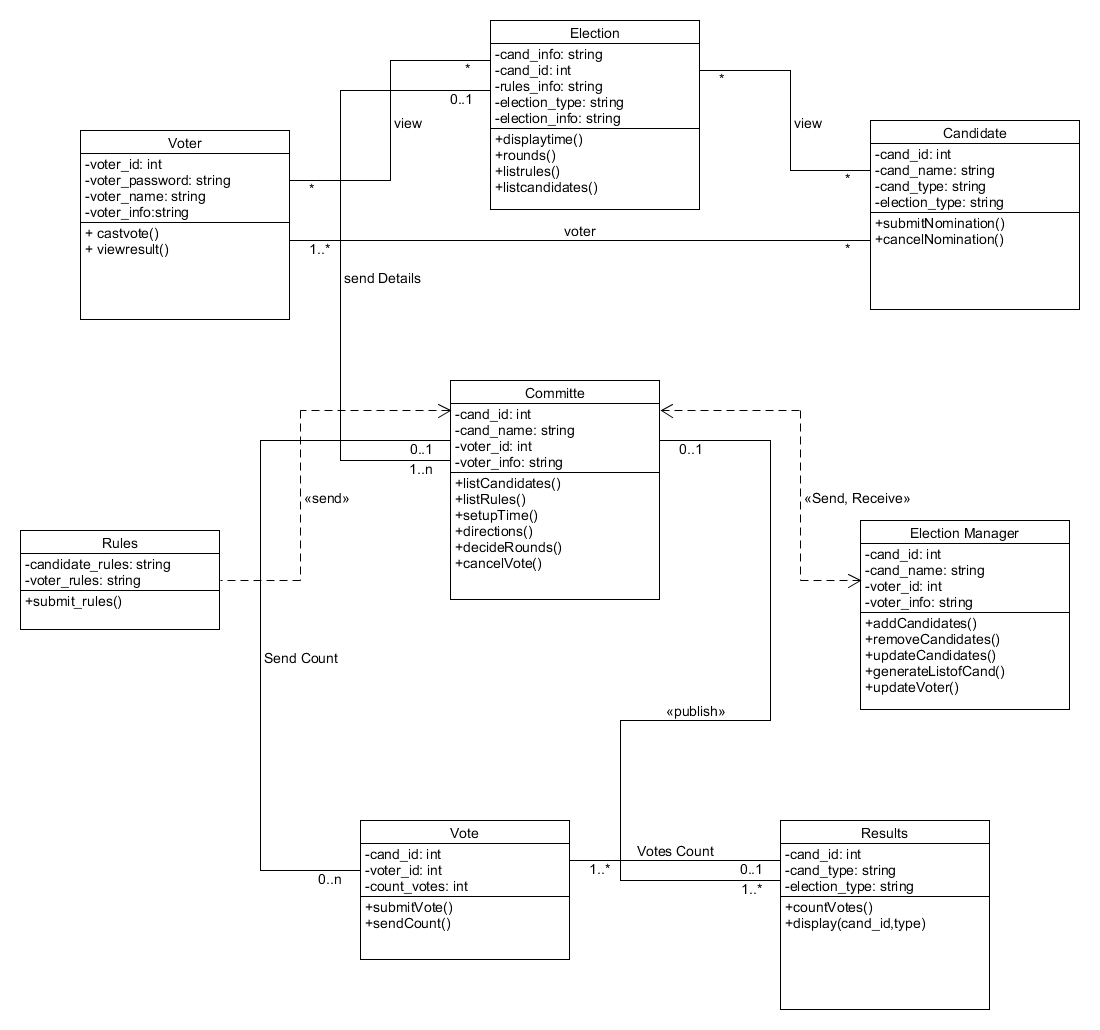 Election
-cand_info: string
-cand_id: int
-rules_info: string
-election_type: string
-election_info: string
+displaytime()
+rounds()
+listrules()
+listcandidates()
*
0..1
view
*
view
*
Voter
-voter_id: int
-voter_password: string
-voter_name: string
-voter_info:string
+ castvote()
+ viewresult()
*
1..*
voter
*
Candidate
-cand_id: int
-cand_name: string
-cand_type: string
-election_type: string
+submitNomination()
+cancelNomination()
send Details
Committe
-cand_id: int
-cand_name: string
-voter_id: int
-voter_info: string
+listCandidates()
+listRules()
+setupTime()
+directions()
+decideRounds()
+cancelVote()
0..1
1..n
0..1
«send»
«Send, Receive»
Rules
-candidate_rules: string
-voter_rules: string
+submit_rules()
Election Manager
-cand_id: int
-cand_name: string
-voter_id: int
-voter_info: string
+addCandidates()
+removeCandidates()
+updateCandidates()
+generateListofCand()
+updateVoter()
Send Count
«publish»
Vote
-cand_id: int
-voter_id: int
-count_votes: int
+submitVote()
+sendCount()
0..n
Votes Count
1..*
0..1
1..*
Results
-cand_id: int
-cand_type: string
-election_type: string
+countVotes()
+display(cand_id,type)